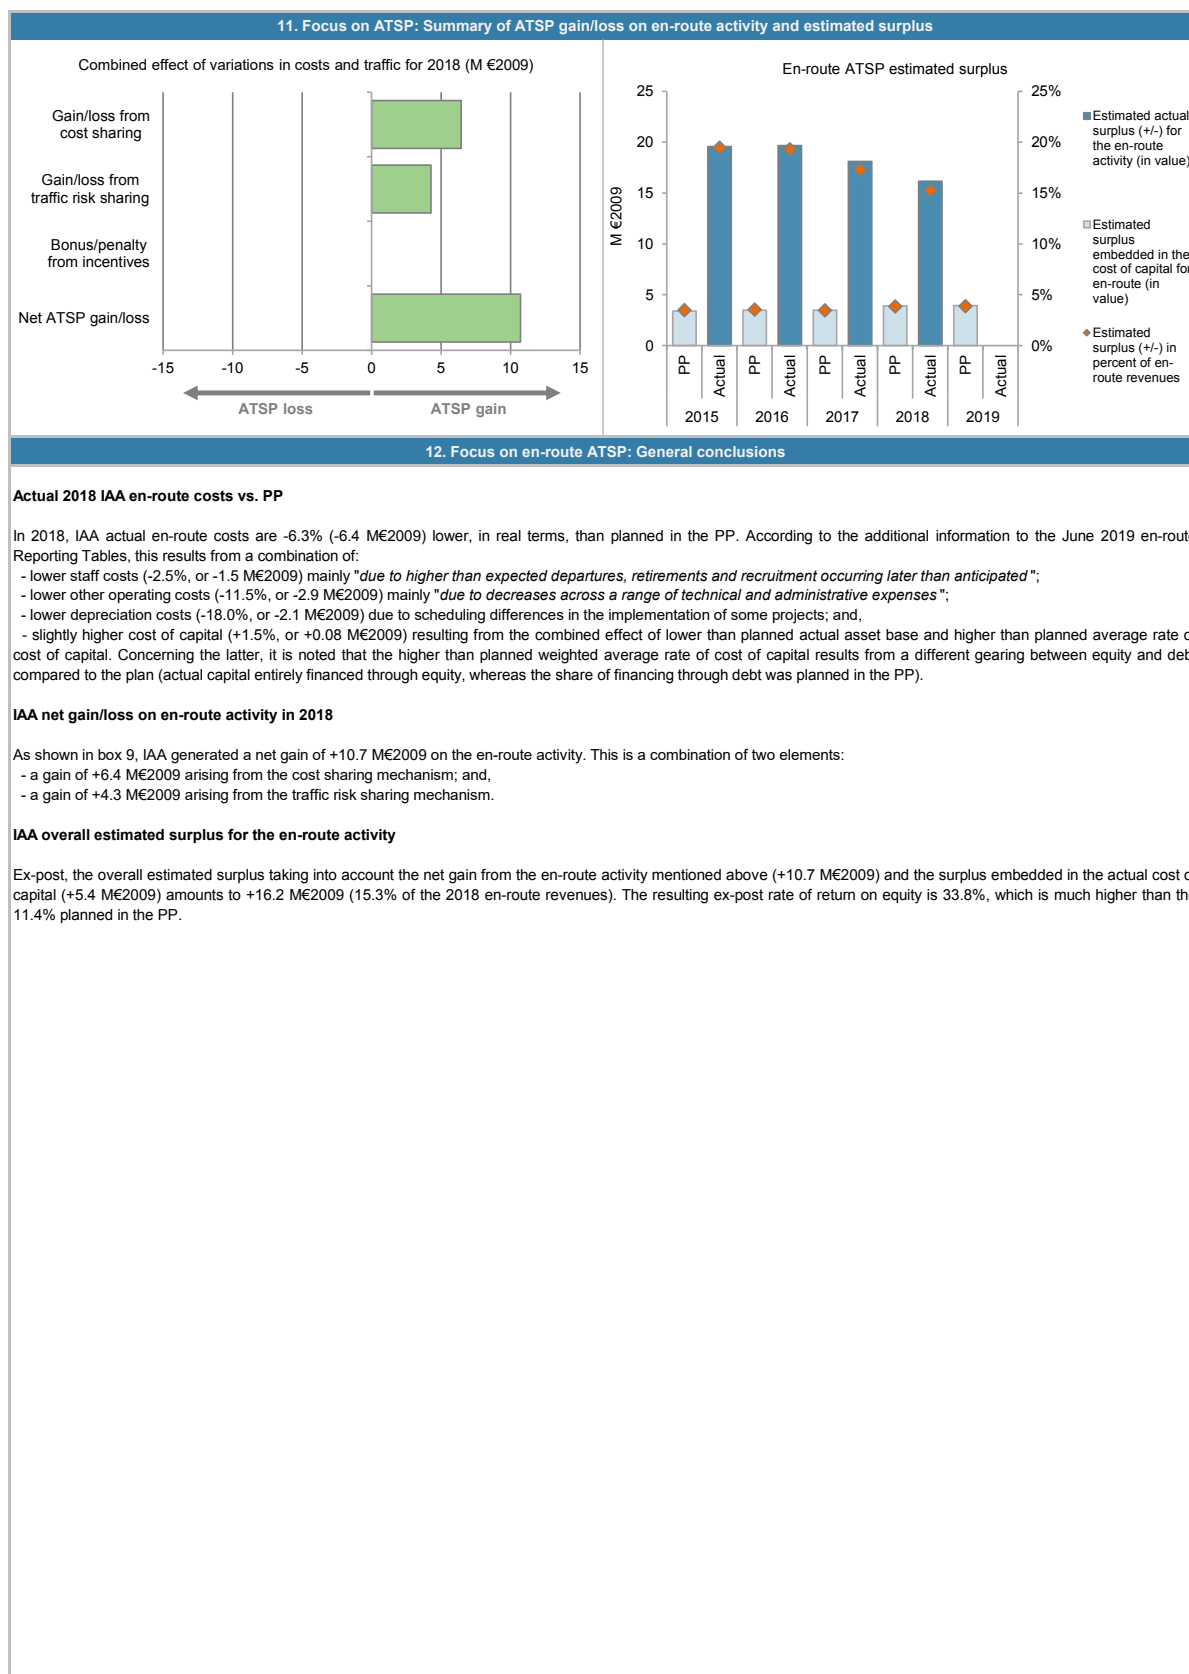 11. Focus on ATSP: Summary of ATSP gain/loss on en-route activity and estimated surplus
Combined effect of variations in costs and traffic for 2018 (M €2009)
Gain/loss from
cost sharing
Gain/loss from
traffic risk sharing
Bonus/penalty
from incentives
Net ATSP gain/loss
-15 -10 -5 0 5 10 15
ATSP loss ATSP gain
En-route ATSP estimated surplus
M €2009
25
20
15
10
5
0
25%
20%
15%
10%
5%
0%
PP Actual PP Actual PP Actual PP Actual PP Actual
2015 2016 2017 2018 2019
Estimated actual
surplus (+/-) for
the en-route
activity (in value)
Estimated
surplus
embedded in the
cost of capital for
en-route (in
value)
Estimated
surplus (+/-) in
percent of en-
route revenues
12. Focus on en-route ATSP: General conclusions
Actual 2018 IAA en-route costs vs. PP
In 2018, IAA actual en-route costs are -6.3% (-6.4 M€2009) lower, in real terms, than planned in the PP. According to the additional information to the June 2019 en-route
Reporting Tables, this results from a combination of:
- lower staff costs (-2.5%, or -1.5 M€2009) mainly "due to higher than expected departures, retirements and recruitment occurring later than anticipated";
- lower other operating costs (-11.5%, or -2.9 M€2009) mainly "due to decreases across a range of technical and administrative expenses";
- lower depreciation costs (-18.0%, or -2.1 M€2009) due to scheduling differences in the implementation of some projects; and,
- slightly higher cost of capital (+1.5%, or +0.08 M€2009) resulting from the combined effect of lower than planned actual asset base and higher than planned average rate o
cost of capital. Concerning the latter, it is noted that the higher than planned weighted average rate of cost of capital results from a different gearing between equity and deb
compared to the plan (actual capital entirely financed through equity, whereas the share of financing through debt was planned in the PP).
IAA net gain/loss on en-route activity in 2018
As shown in box 9, IAA generated a net gain of +10.7 M€2009 on the en-route activity. This is a combination of two elements:
- a gain of +6.4 M€2009 arising from the cost sharing mechanism; and,
- a gain of +4.3 M€2009 arising from the traffic risk sharing mechanism.
IAA overall estimated surplus for the en-route activity
Ex-post, the overall estimated surplus taking into account the net gain from the en-route activity mentioned above (+10.7 M€2009) and the surplus embedded in the actual cost o
capital (+5.4 M€2009) amounts to +16.2 M€2009 (15.3% of the 2018 en-route revenues). The resulting ex-post rate of return on equity is 33.8%, which is much higher than th
11.4% planned in the PP.